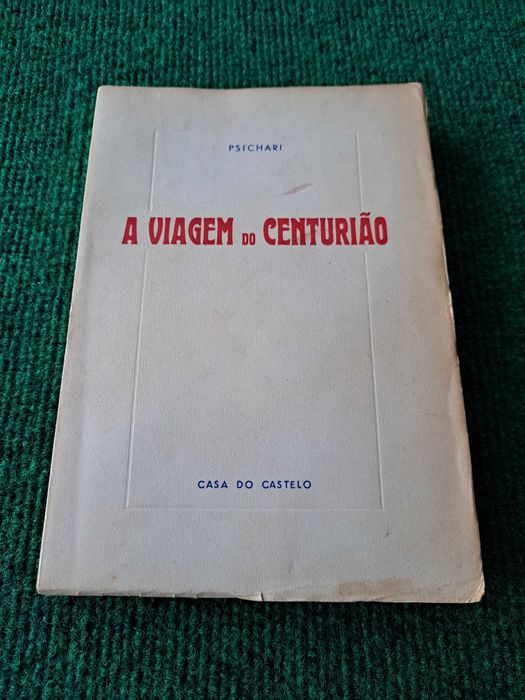 PSICHARI
A VIAGEM DO CENTURIÃO
CASA DO CASTELO